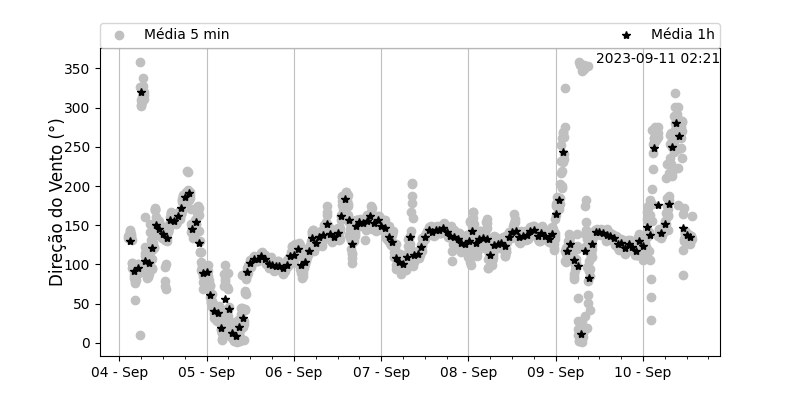 Média 5 min
Média 1h
2023-09-11 02:21
Direção do Vento (°)
350
300
250
200
150
100
50
0
04 - Sep
05 - Sep
06 - Sep
07 - Sep
08 - Sep
09 - Sep
10 - Sep